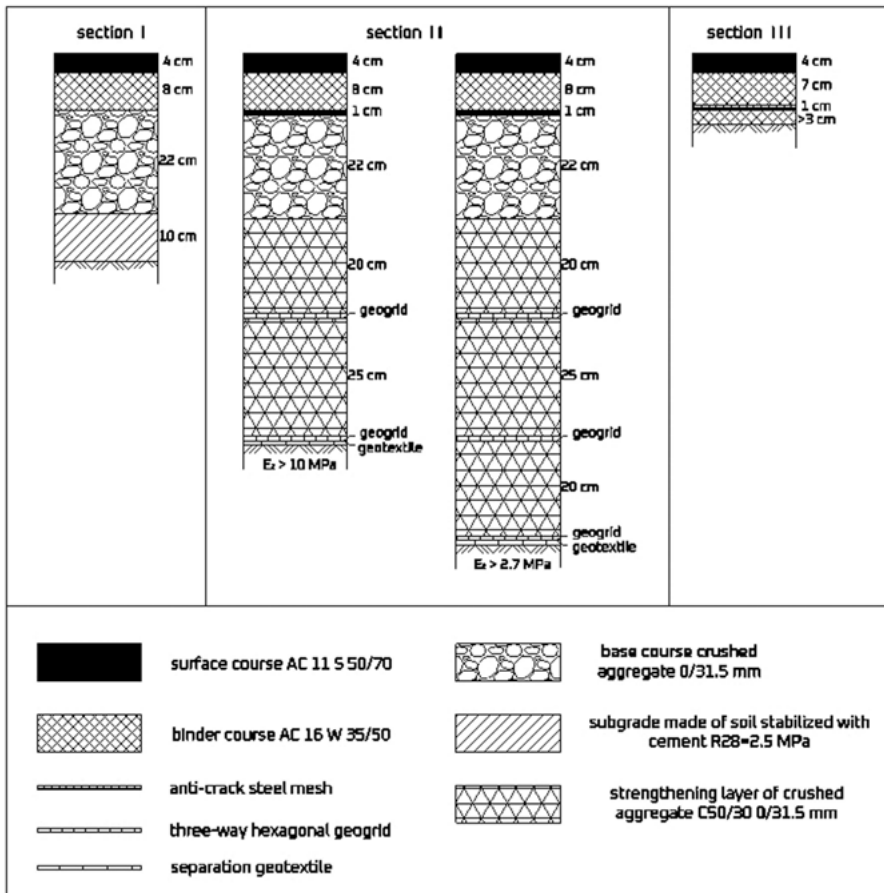 section I
4 cm
8 cm
22 cm
10 cm
section II
4 cm
8 cm
1 cm
22 cm
20 cm
geogrid
25 cm
geogrid
geotextile
E₂ > 10 MPa
4 cm
8 cm
1 cm
22 cm
20 cm
geogrid
25 cm
geogrid
20 cm
geogrid
geotextile
E₂ > 2.7 MPa
section III
4 cm
7 cm
1 cm
>3 cm
surface course AC 11 S 50/70
binder course AC 16 W 35/50
anti-crack steel mesh
three-way hexagonal geogrid
separation geotextile
base course crushed
aggregate 0/31.5 mm
subgrade made of soil stabilized with
cement R28=2.5 MPa
strengthening layer of crushed
aggregate C50/30 0/31.5 mm